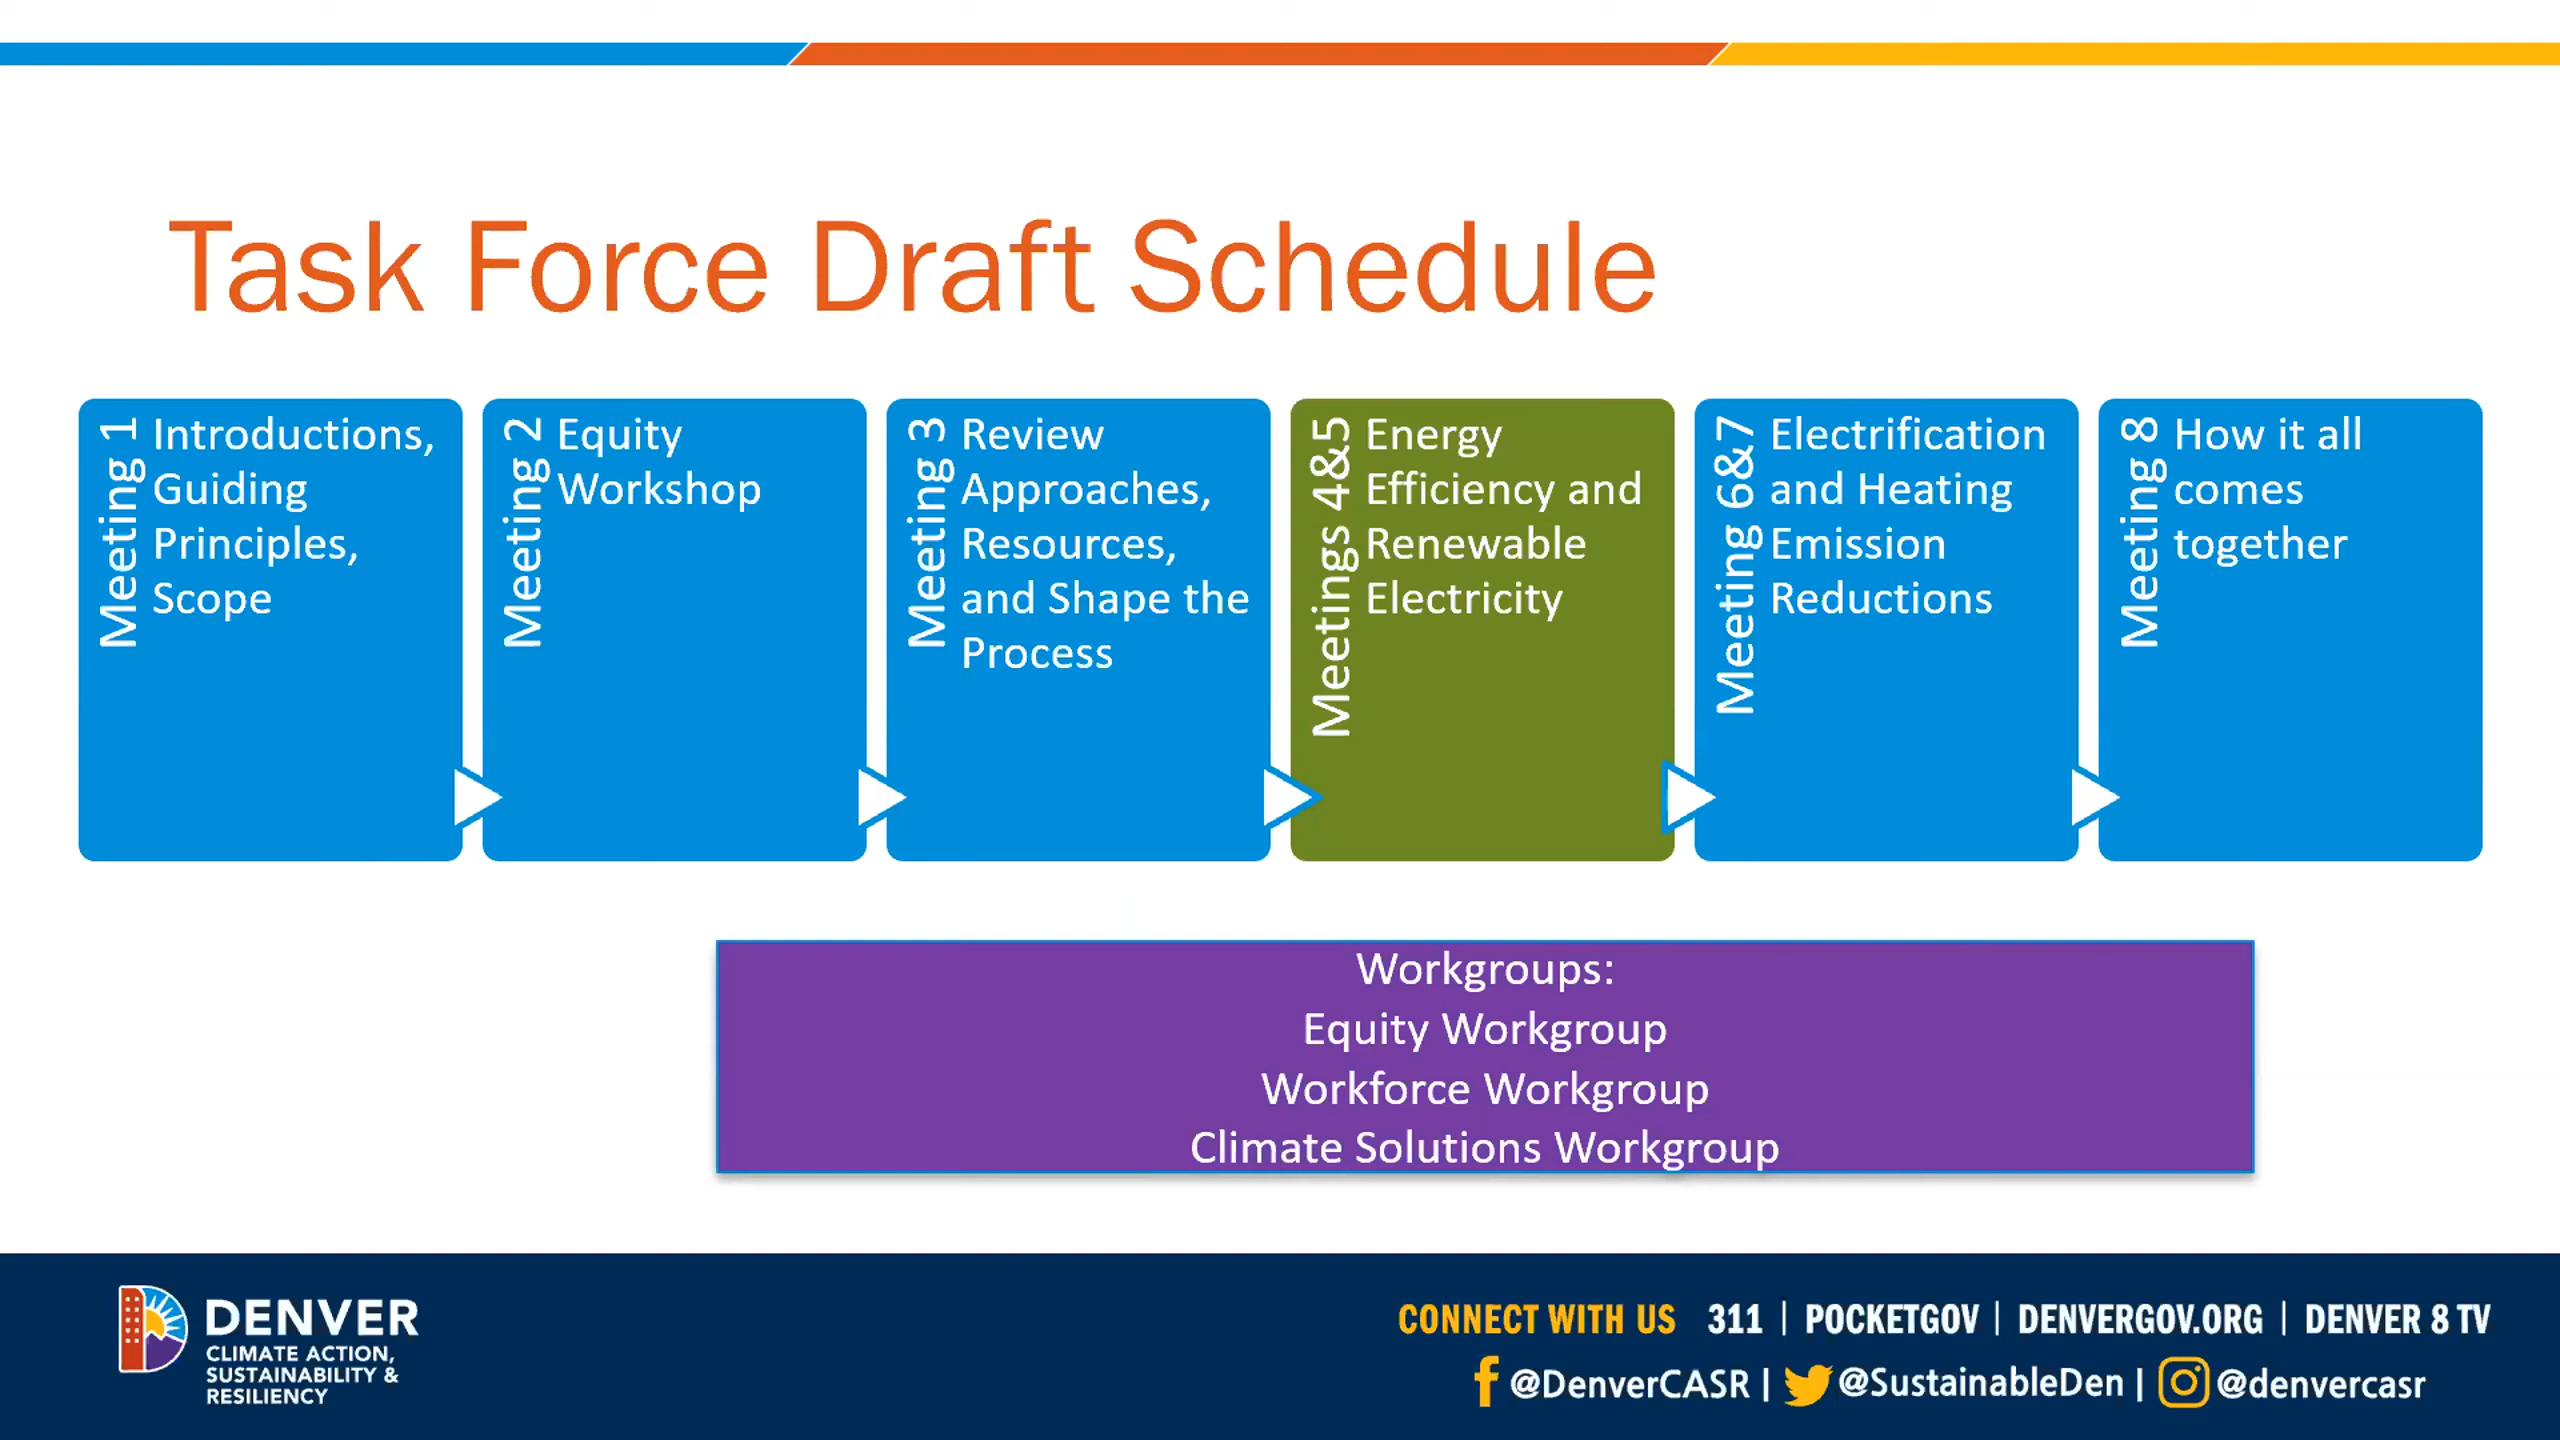 Task Force Draft Schedule
Meeting 1
Introductions,
Guiding
Principles,
Scope
Meeting 2
Equity
Workshop
Meeting 3
Review
Approaches,
Resources,
and Shape the
Process
Meetings 4&5
Energy
Efficiency and
Renewable
Electricity
Meeting 6&7
Electrification
and Heating
Emission
Reductions
Meeting 8
How it all
comes
together
Workgroups:
Equity Workgroup
Workforce Workgroup
Climate Solutions Workgroup
DENVER
CLIMATE ACTION,
SUSTAINABILITY &
RESILIENCY
CONNECT WITH US 311 | POCKETGOV | DENVERGOV.ORG | DENVER 8 TV
@DenverCASR | @SustainableDen | @denvercasr